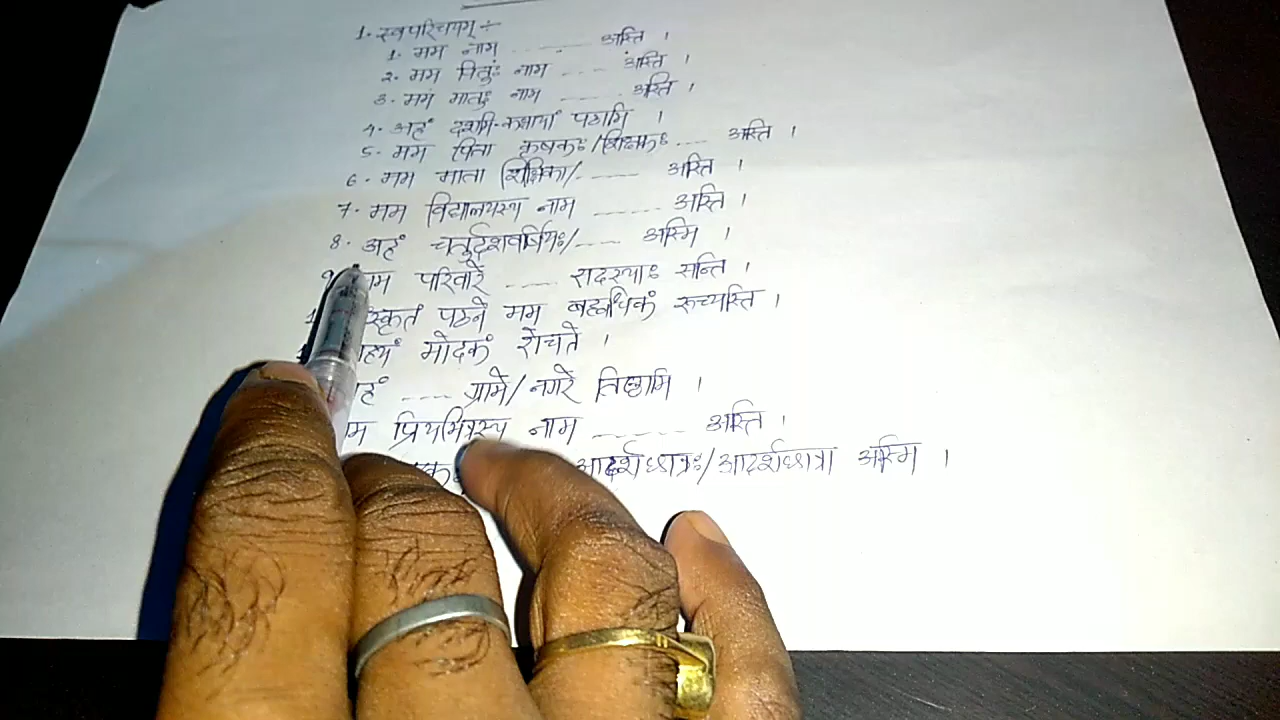 1. स्वपरिचयम् ÷
1. मम नाम ...... अस्ति ।
2. मम पितुः नाम .... अस्ति ।
3. मम मातुः नाम ...... अस्ति ।
4. अहं दशमि-कक्षायां पठामि ।
5. मम पिता कृषकः/शिक्षकः .... अस्ति ।
6. मम माता शिक्षिका/...... अस्ति ।
7. मम विद्यालयस्य नाम ...... अस्ति ।
8. अहं चतुर्दशवर्षियः/.... अस्मि ।
परिवारे ..... सदस्याः सन्ति ।
पठने मम बह्वधिकं रुच्यस्ति ।
मोदकं रोचते ।
.... ग्रामे/नगरे तिष्ठामि ।
प्रियमित्रस्य नाम ....... अस्ति ।
आदर्शछात्रः/आदर्शछात्रा अस्मि ।